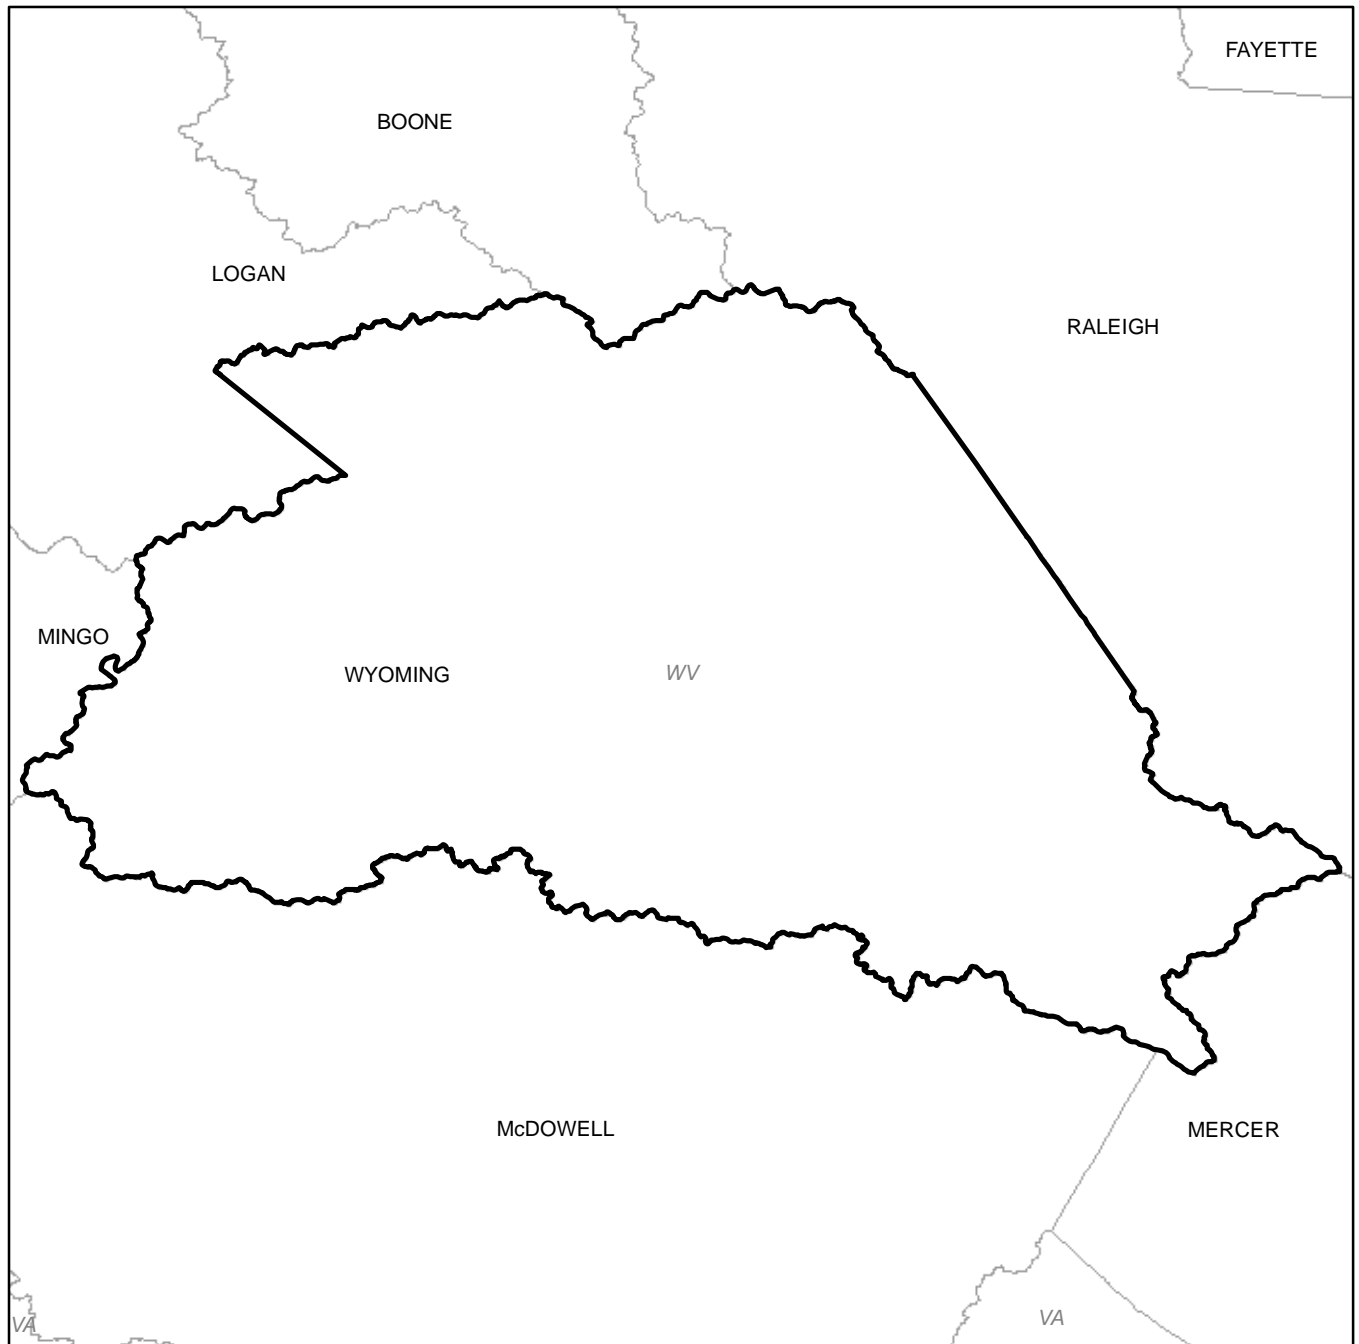 FAYETTE
BOONE
LOGAN
RALEIGH
MINGO
WYOMING
WV
McDOWELL
MERCER
VA
VA